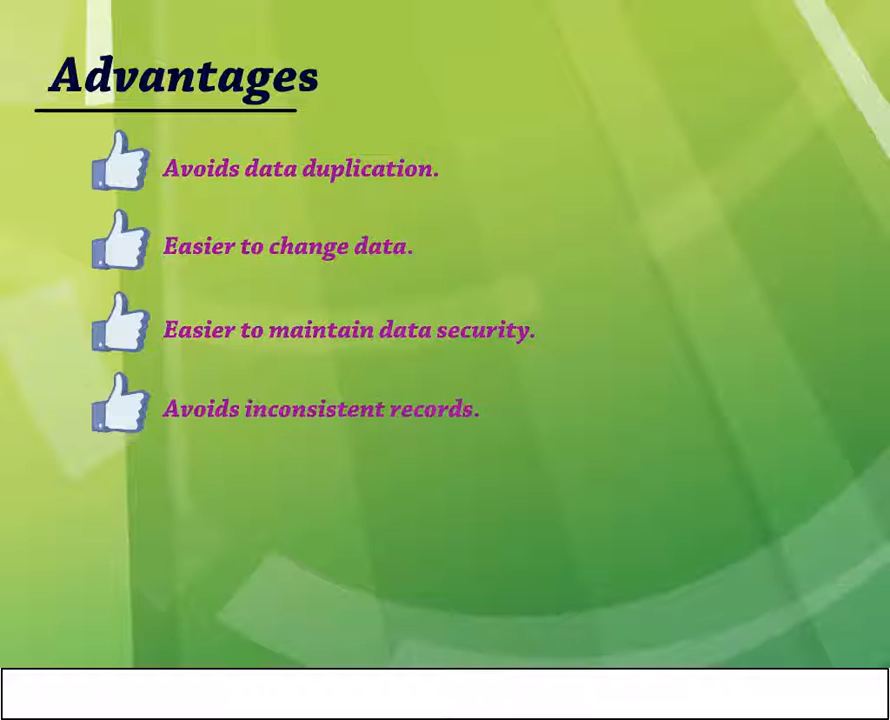 Advantages
Avoids data duplication.
Easier to change data.
Easier to maintain data security.
Avoids inconsistent records.